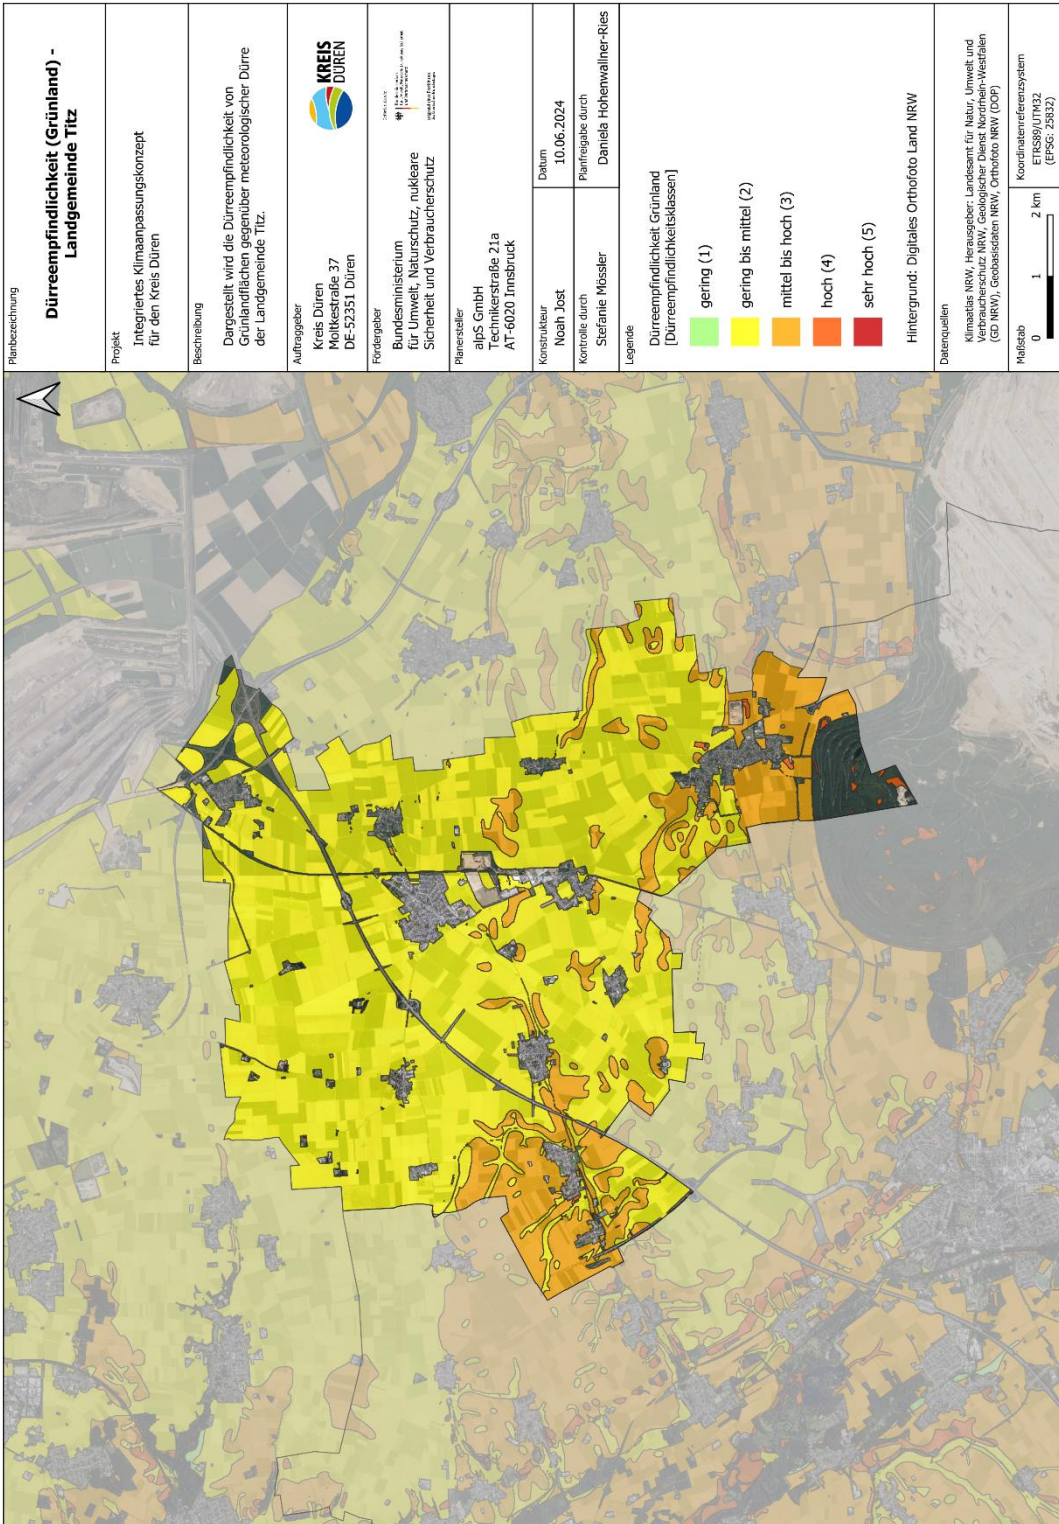 Planbezeichnung
Dürreempfindlichkeit (Grünland) -
Landgemeinde Titz
Projekt
Integriertes Klimaanpassungskonzept
für den Kreis Düren
Beschreibung
Dargestellt wird die Dürreempfindlichkeit von
Grünlandflächen gegenüber meteorologischer Dürre
der Landgemeinde Titz.
Auftraggeber
Kreis Düren
Moltkestraße 37
DE-52351 Düren
KREIS
DÜREN
Fördergeber
Bundesministerium
für Umwelt, Naturschutz, nukleare
Sicherheit und Verbraucherschutz
Planersteller
alpS GmbH
Technikerstraße 21a
AT-6020 Innsbruck
Konstrukteur
Noah Jost
Datum
10.06.2024
Kontrolle durch
Stefanie Mössler
Planfreigabe durch
Daniela Hohenwallner-Ries
Legende
Dürreempfindlichkeit Grünland
[Dürreempfindlichkeitsklassen]
gering (1)
gering bis mittel (2)
mittel bis hoch (3)
hoch (4)
sehr hoch (5)
Hintergrund: Digitales Orthofoto Land NRW
Datenquellen
Klimaatlas NRW, Herausgeber: Landesamt für Natur, Umwelt und
Verbraucherschutz NRW, Geologischer Dienst Nordrhein-Westfalen
(GD NRW), Geobasisdaten NRW, Orthofoto NRW (DOP)
Maßstab
0 1 2 km
Koordinatenreferenzsystem
ETRS89/UTM32
(EPSG: 25832)